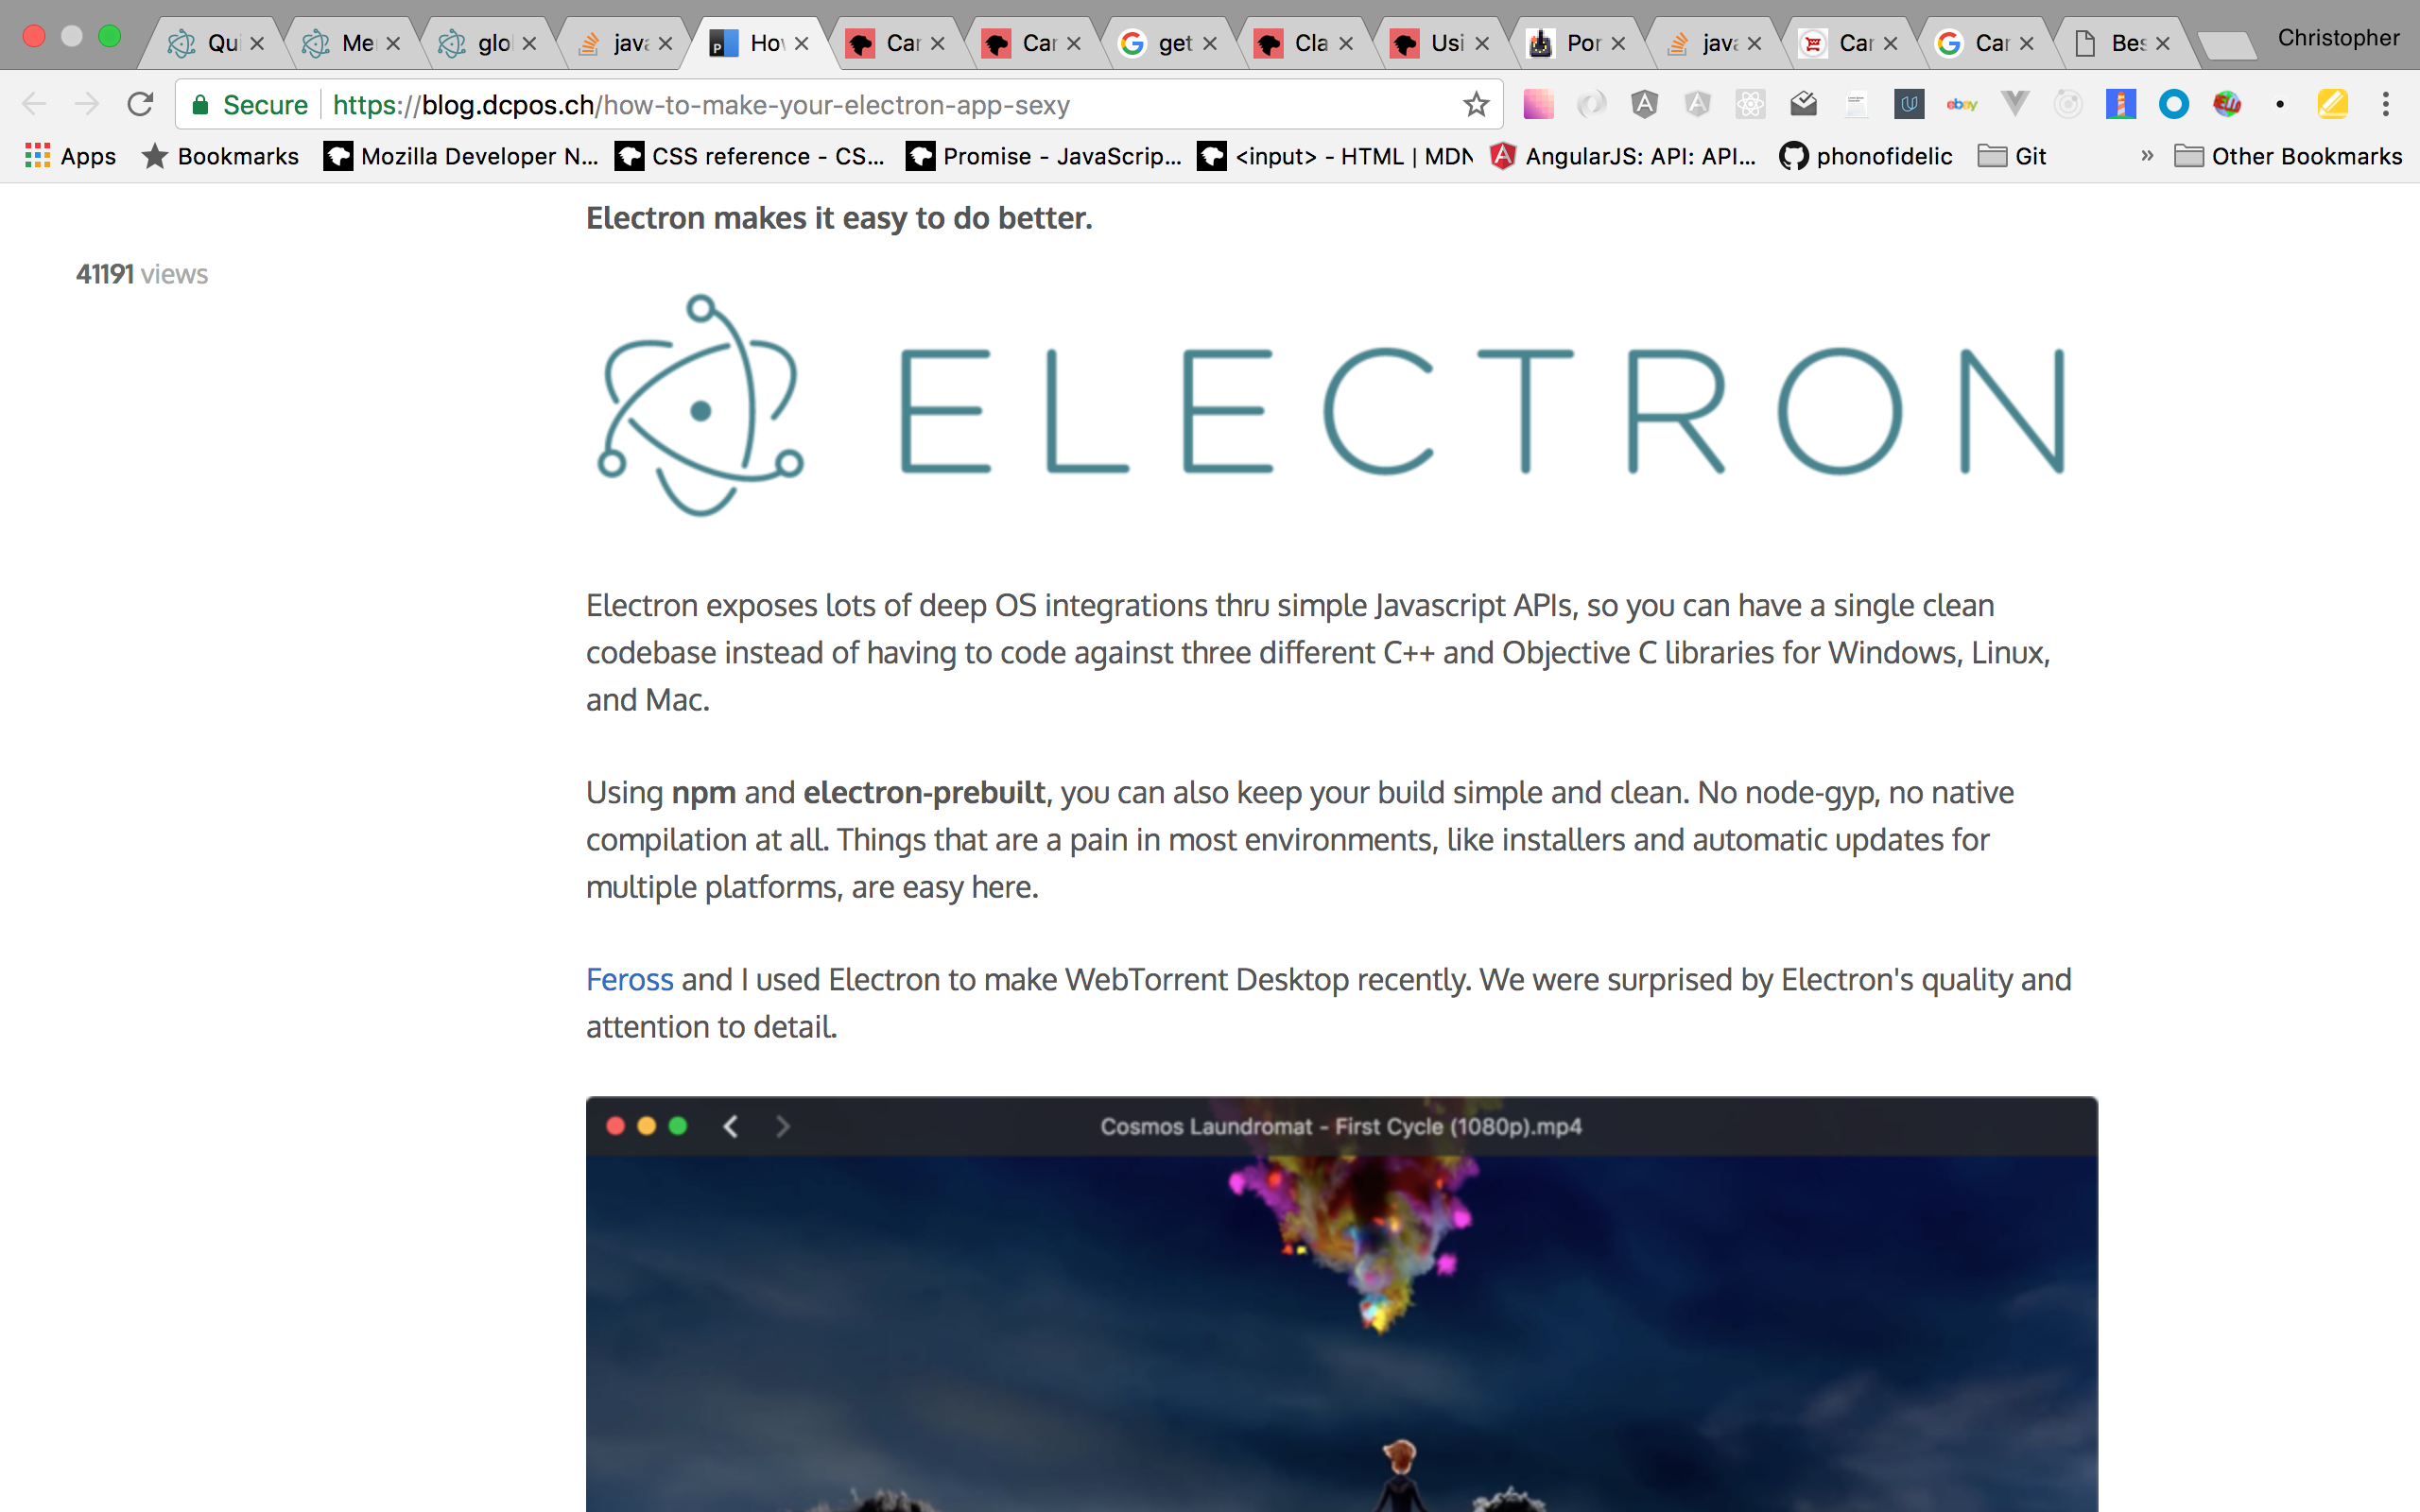 Qui
Me
glo
java
How
Car
Car
get
Cla
Usi
Por
java
Car
Car
Bes
Christopher
Secure https://blog.dcpos.ch/how-to-make-your-electron-app-sexy
ebay
Apps Bookmarks Mozilla Developer N... CSS reference - CS... Promise - JavaScrip... <input> - HTML | MDN AngularJS: API: API... phonofidelic Git » Other Bookmarks
Electron makes it easy to do better.
41191 views
ELECTRON
Electron exposes lots of deep OS integrations thru simple Javascript APIs, so you can have a single clean
codebase instead of having to code against three different C++ and Objective C libraries for Windows, Linux,
and Mac.
Using npm and electron-prebuilt, you can also keep your build simple and clean. No node-gyp, no native
compilation at all. Things that are a pain in most environments, like installers and automatic updates for
multiple platforms, are easy here.
Feross and I used Electron to make WebTorrent Desktop recently. We were surprised by Electron's quality and
attention to detail.
Cosmos Laundromat - First Cycle (1080p).mp4